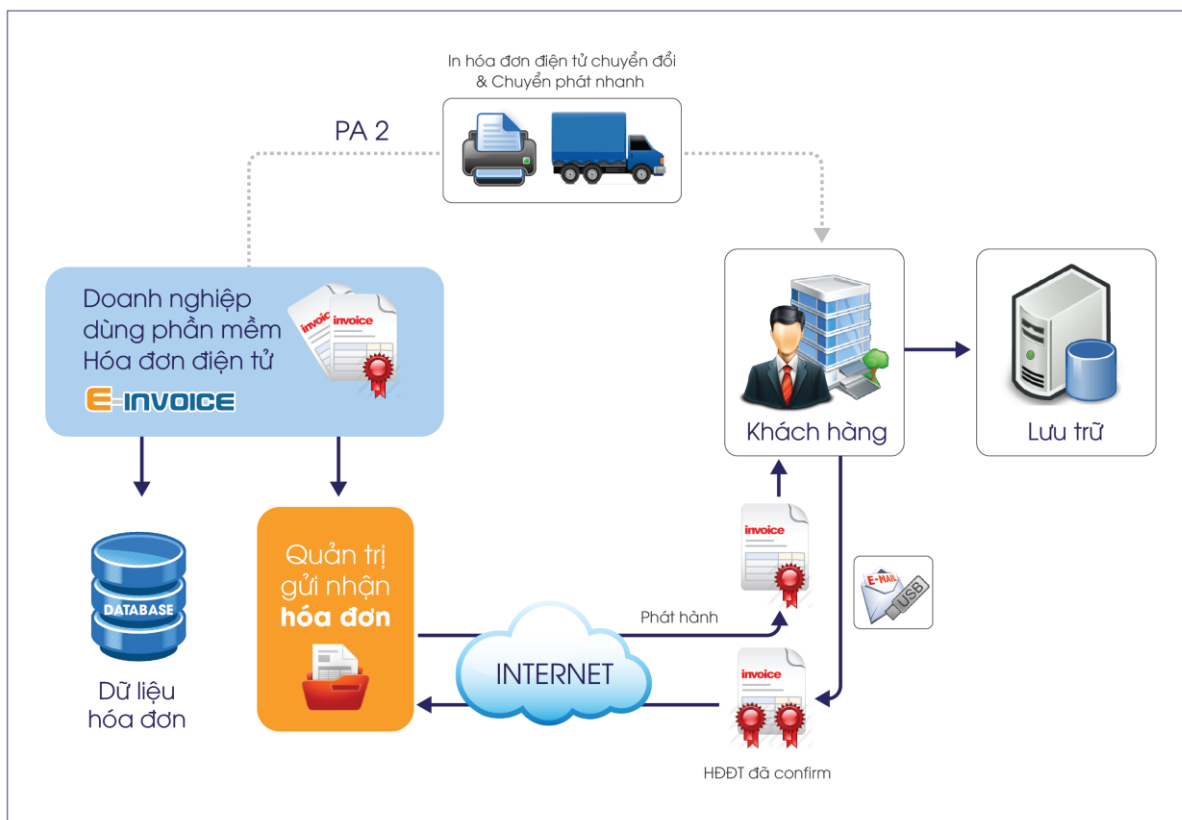 In hóa đơn điện tử chuyển đổi
& Chuyển phát nhanh
PA 2
Doanh nghiệp
dùng phần mềm
Hóa đơn điện tử
E-INVOICE
invoice
invoice
Khách hàng
Lưu trữ
DATABASE
Dữ liệu
hóa đơn
Quản trị
gửi nhận
hóa đơn
INTERNET
Phát hành
invoice
E-MAIL
USB
invoice
HĐĐT đã confirm